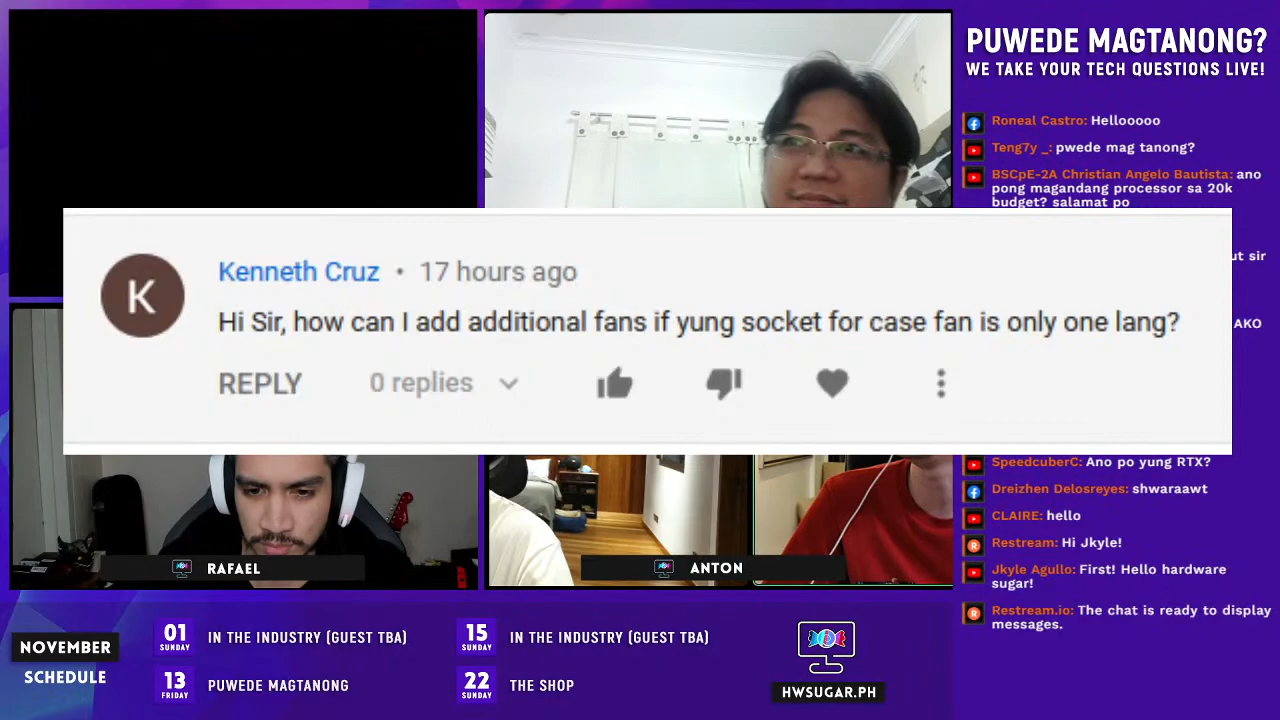 PUWEDE MAGTANONG?
WE TAKE YOUR TECH QUESTIONS LIVE!
Roneal Castro: Hellooooo
Teng7y _: pwede mag tanong?
BSCpE-2A Christian Angelo Bautista: ano
pong magandang processor sa 20k
budget? salamat po
ut sir
AKO
K
Kenneth Cruz • 17 hours ago
Hi Sir, how can I add additional fans if yung socket for case fan is only one lang?
REPLY
0 replies
SpeedcuberC: Ano po yung RTX?
Dreizhen Delosreyes: shwaraawt
CLAIRE: hello
Restream: Hi Jkyle!
Jkyle Agullo: First! Hello hardware
sugar!
Restream.io: The chat is ready to display
messages.
RAFAEL
ANTON
NOVEMBER
SCHEDULE
01
SUNDAY
IN THE INDUSTRY (GUEST TBA)
13
FRIDAY
PUWEDE MAGTANONG
15
SUNDAY
IN THE INDUSTRY (GUEST TBA)
22
SUNDAY
THE SHOP
HWSUGAR.PH